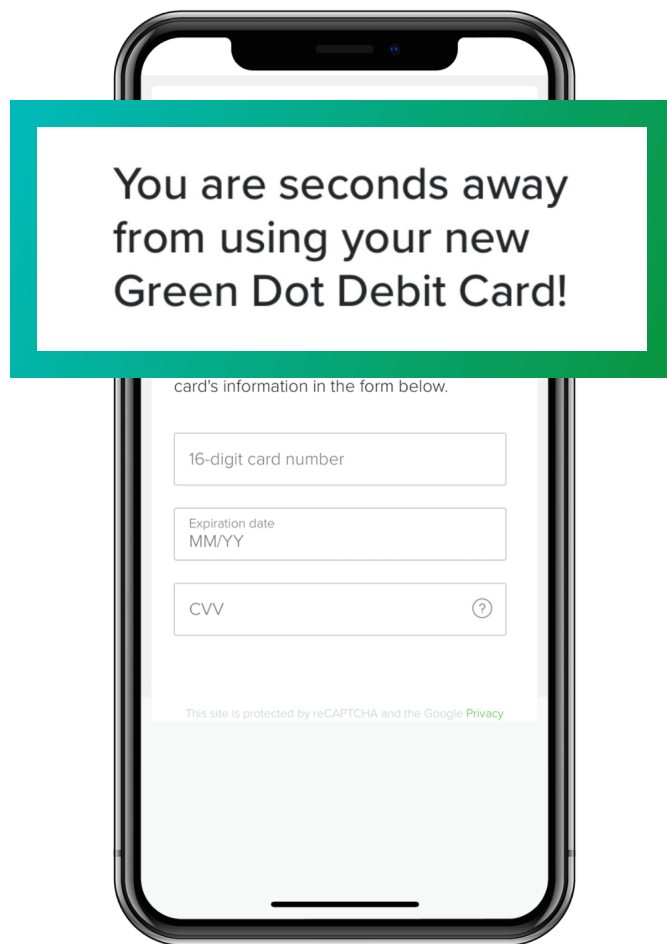 You are seconds away
from using your new
Green Dot Debit Card!
card's information in the form below.
16-digit card number
Expiration date
MM/YY
CVV
?
This site is protected by reCAPTCHA and the Google Privacy